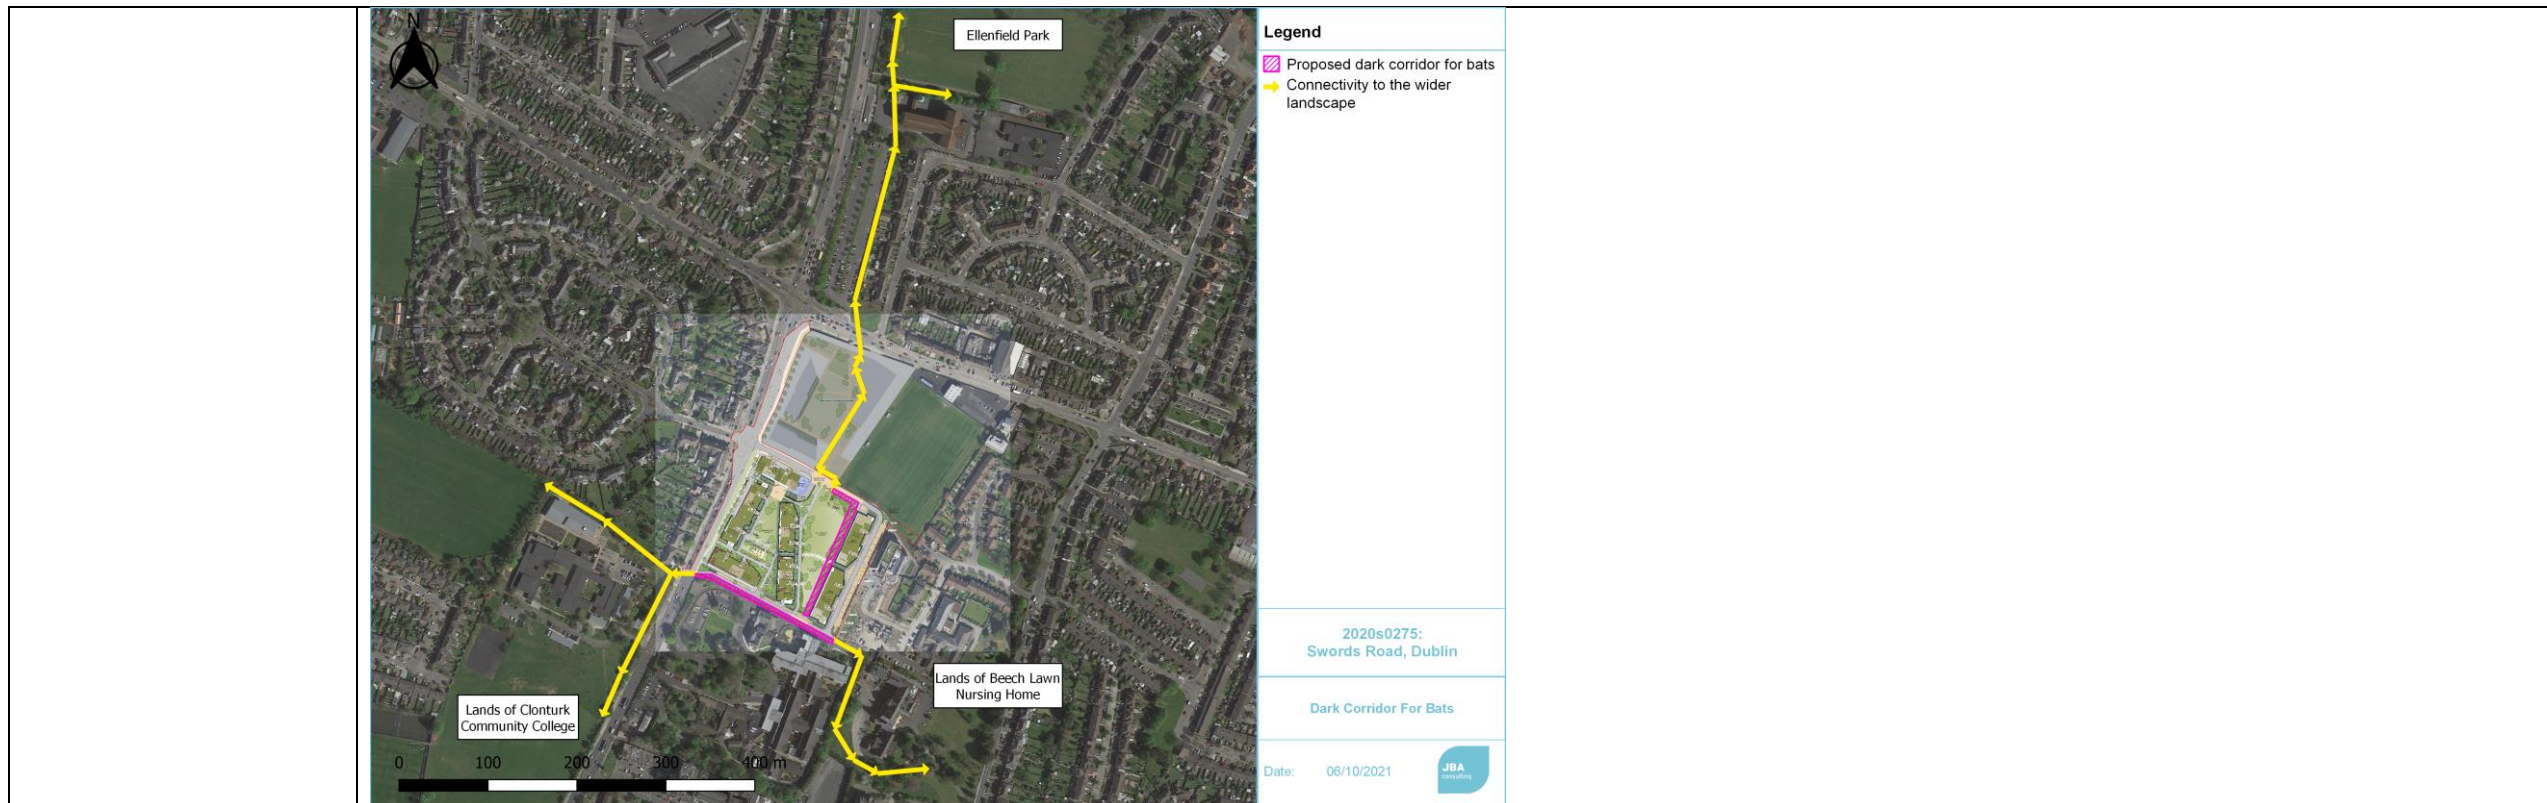 N
Ellenfield Park
Lands of Beech Lawn
Nursing Home
Lands of Clonturk
Community College
0 100 200 300 400 m
Legend
Proposed dark corridor for bats
Connectivity to the wider
landscape
2020s0275:
Swords Road, Dublin
Dark Corridor For Bats
Date: 06/10/2021
JBA
consulting